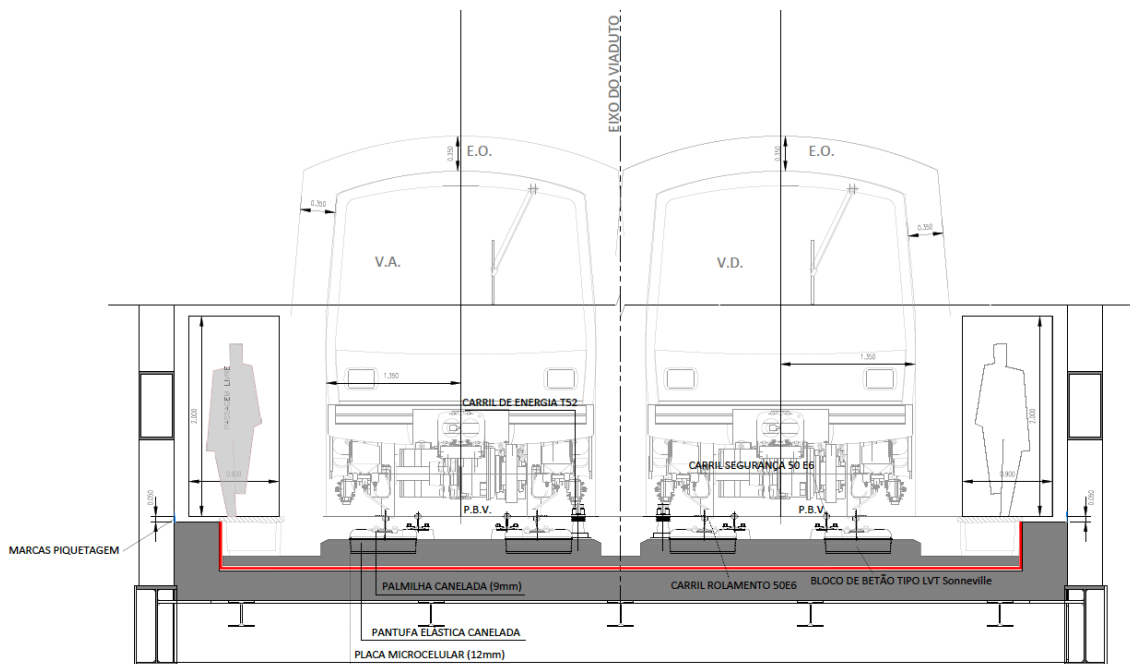 EIXO DO VIADUTO
0.350
E.O.
0.350
E.O.
0.350
0.350
V.A.
V.D.
1.350
1.350
2.000
PASSAGEM LIVRE
2.000
CARRIL DE ENERGIA T52
CARRIL SEGURANÇA 50 E6
0.900
0.900
0.050
0.050
P.B.V.
P.B.V.
MARCAS PIQUETAGEM
PALMILHA CANELADA (9mm)
CARRIL ROLAMENTO 50E6
BLOCO DE BETÃO TIPO LVT Sonneville
PANTUFA ELÁSTICA CANELADA
PLACA MICROCELULAR (12mm)